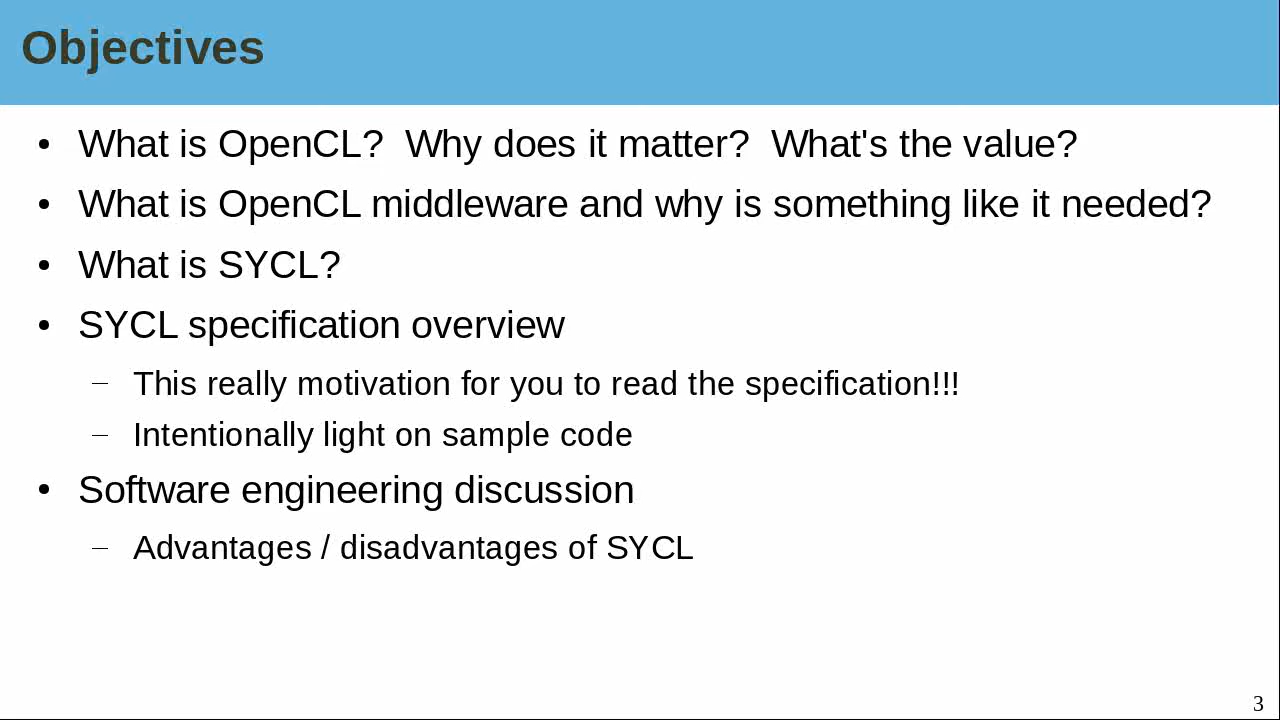 Objectives
• What is OpenCL?  Why does it matter?  What's the value?
• What is OpenCL middleware and why is something like it needed?
• What is SYCL?
• SYCL specification overview
– This really motivation for you to read the specification!!!
– Intentionally light on sample code
• Software engineering discussion
– Advantages / disadvantages of SYCL
3